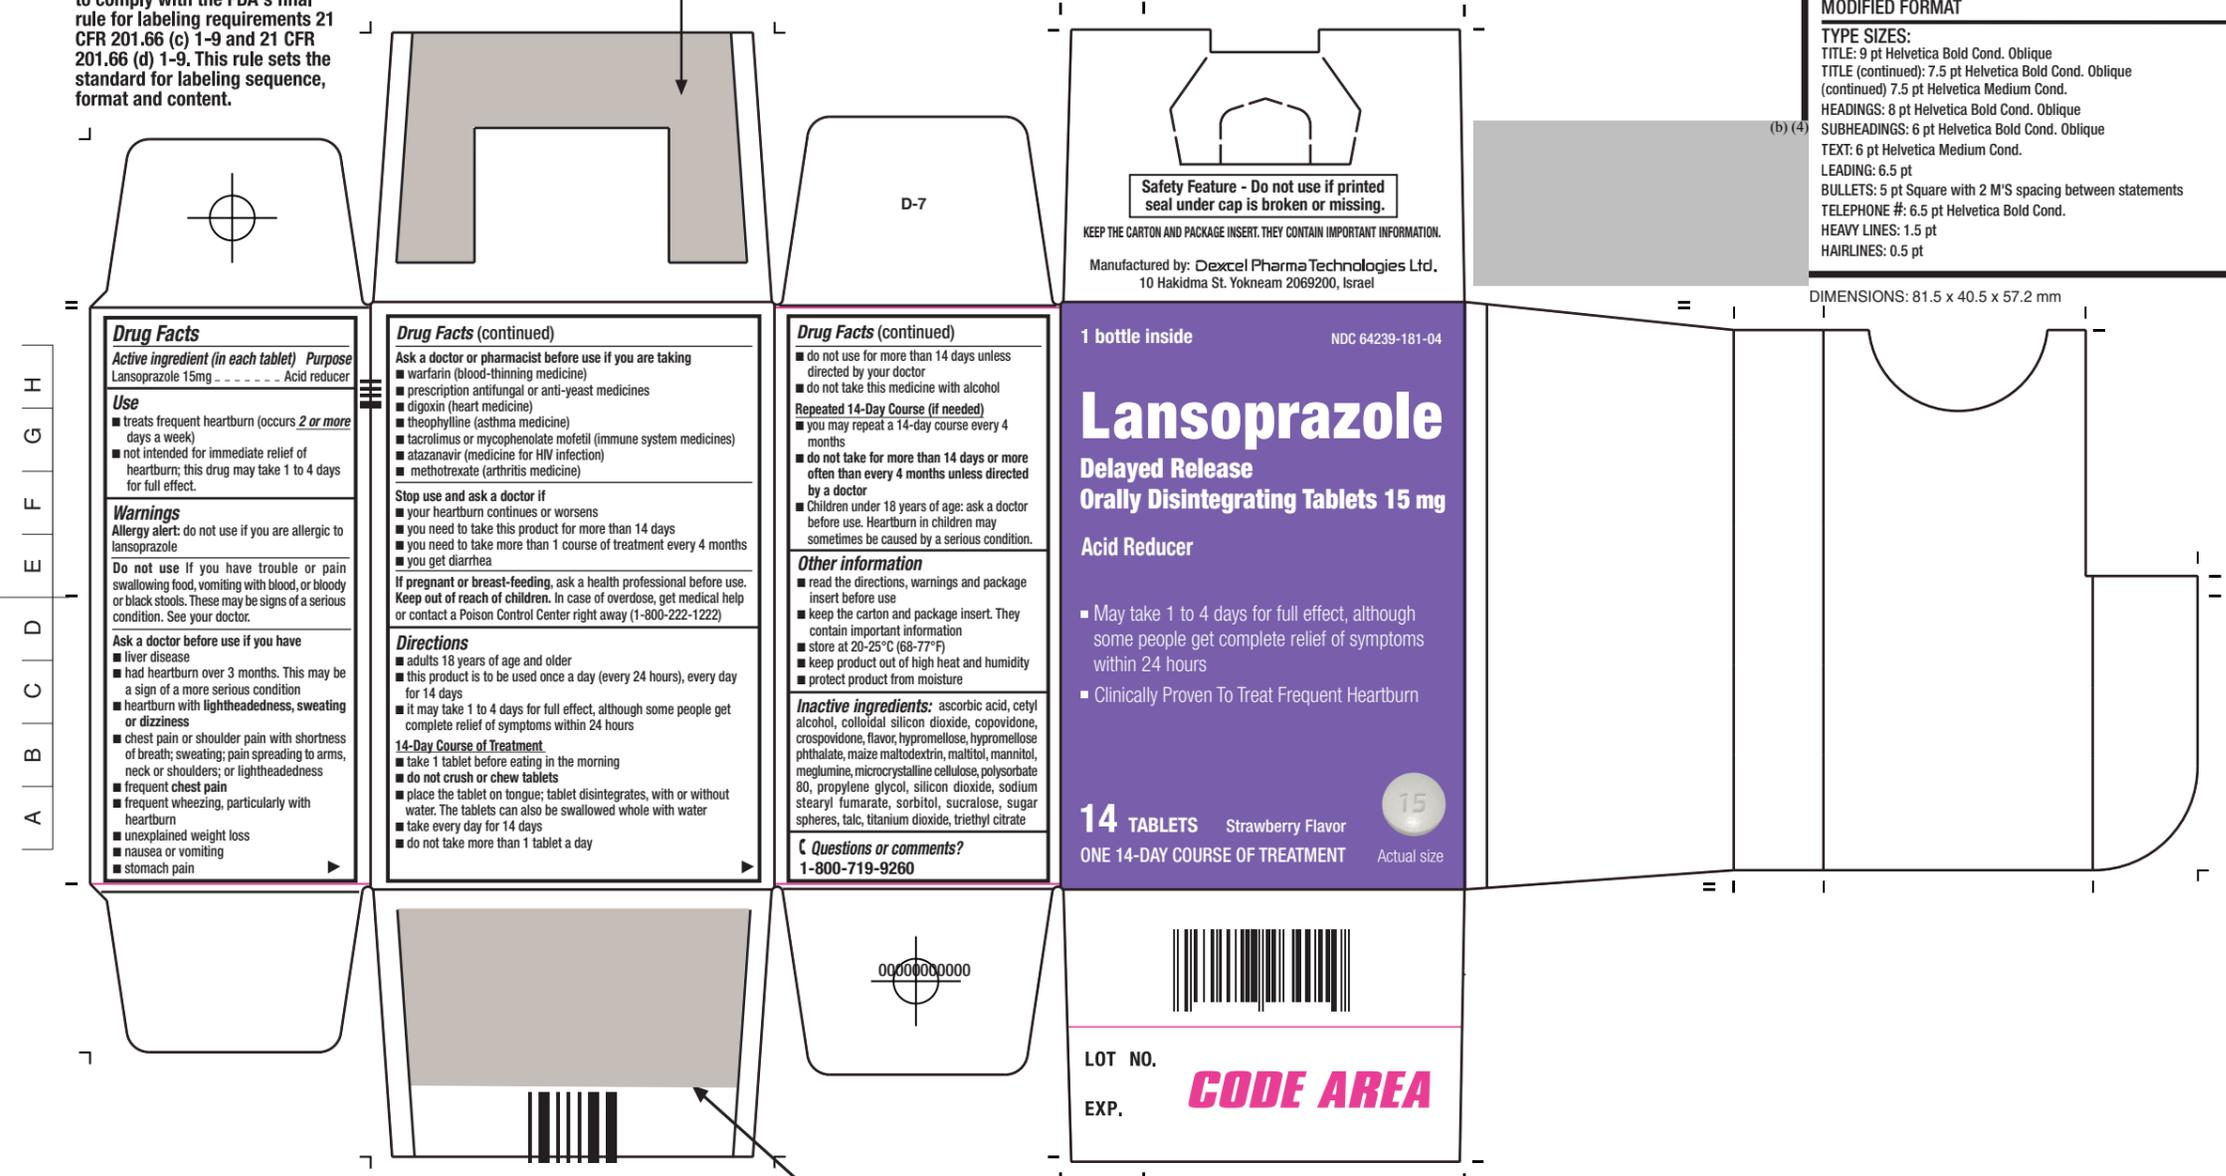 to comply with the FDA's final
rule for labeling requirements 21
CFR 201.66 (c) 1-9 and 21 CFR
201.66 (d) 1-9. This rule sets the
standard for labeling sequence,
format and content.
H
G
F
E
D
C
B
A
Drug Facts
Active ingredient (in each tablet) Purpose
Lansoprazole 15mg _ _ _ _ _ _ _ Acid reducer
Use
■ treats frequent heartburn (occurs 2 or more
days a week)
■ not intended for immediate relief of
heartburn; this drug may take 1 to 4 days
for full effect.
Warnings
Allergy alert: do not use if you are allergic to
lansoprazole
Do not use If you have trouble or pain
swallowing food, vomiting with blood, or bloody
or black stools. These may be signs of a serious
condition. See your doctor.
Ask a doctor before use if you have
■ liver disease
■ had heartburn over 3 months. This may be
a sign of a more serious condition
■ heartburn with lightheadedness, sweating
or dizziness
■ chest pain or shoulder pain with shortness
of breath; sweating; pain spreading to arms,
neck or shoulders; or lightheadedness
■ frequent chest pain
■ frequent wheezing, particularly with
heartburn
■ unexplained weight loss
■ nausea or vomiting
■ stomach pain
Drug Facts (continued)
Ask a doctor or pharmacist before use if you are taking
■ warfarin (blood-thinning medicine)
■ prescription antifungal or anti-yeast medicines
■ digoxin (heart medicine)
■ theophylline (asthma medicine)
■ tacrolimus or mycophenolate mofetil (immune system medicines)
■ atazanavir (medicine for HIV infection)
■ methotrexate (arthritis medicine)
Stop use and ask a doctor if
■ your heartburn continues or worsens
■ you need to take this product for more than 14 days
■ you need to take more than 1 course of treatment every 4 months
■ you get diarrhea
If pregnant or breast-feeding, ask a health professional before use.
Keep out of reach of children. In case of overdose, get medical help
or contact a Poison Control Center right away (1-800-222-1222)
Directions
■ adults 18 years of age and older
■ this product is to be used once a day (every 24 hours), every day
for 14 days
■ it may take 1 to 4 days for full effect, although some people get
complete relief of symptoms within 24 hours
14-Day Course of Treatment
■ take 1 tablet before eating in the morning
■ do not crush or chew tablets
■ place the tablet on tongue; tablet disintegrates, with or without
water. The tablets can also be swallowed whole with water
■ take every day for 14 days
■ do not take more than 1 tablet a day
D-7
Drug Facts (continued)
■ do not use for more than 14 days unless
directed by your doctor
■ do not take this medicine with alcohol
Repeated 14-Day Course (if needed)
■ you may repeat a 14-day course every 4
months
■ do not take for more than 14 days or more
often than every 4 months unless directed
by a doctor
■ Children under 18 years of age: ask a doctor
before use. Heartburn in children may
sometimes be caused by a serious condition.
Other information
■ read the directions, warnings and package
insert before use
■ keep the carton and package insert. They
contain important information
■ store at 20-25°C (68-77°F)
■ keep product out of high heat and humidity
■ protect product from moisture
Inactive ingredients: ascorbic acid, cetyl
alcohol, colloidal silicon dioxide, copovidone,
crospovidone, flavor, hypromellose, hypromellose
phthalate, maize maltodextrin, maltitol, mannitol,
meglumine, microcrystalline cellulose, polysorbate
80, propylene glycol, silicon dioxide, sodium
stearyl fumarate, sorbitol, sucralose, sugar
spheres, talc, titanium dioxide, triethyl citrate
Questions or comments?
1-800-719-9260
00000000000
Safety Feature - Do not use if printed
seal under cap is broken or missing.
KEEP THE CARTON AND PACKAGE INSERT. THEY CONTAIN IMPORTANT INFORMATION.
Manufactured by: Dexcel Pharma Technologies Ltd.
10 Hakidma St. Yokneam 2069200, Israel
1 bottle inside NDC 64239-181-04
Lansoprazole
Delayed Release
Orally Disintegrating Tablets 15 mg
Acid Reducer
■ May take 1 to 4 days for full effect, although
some people get complete relief of symptoms
within 24 hours
■ Clinically Proven To Treat Frequent Heartburn
15
14 TABLETS Strawberry Flavor
ONE 14-DAY COURSE OF TREATMENT Actual size
LOT NO.
CODE AREA
EXP.
(b) (4)
MODIFIED FORMAT
TYPE SIZES:
TITLE: 9 pt Helvetica Bold Cond. Oblique
TITLE (continued): 7.5 pt Helvetica Bold Cond. Oblique
(continued) 7.5 pt Helvetica Medium Cond.
HEADINGS: 8 pt Helvetica Bold Cond. Oblique
SUBHEADINGS: 6 pt Helvetica Bold Cond. Oblique
TEXT: 6 pt Helvetica Medium Cond.
LEADING: 6.5 pt
BULLETS: 5 pt Square with 2 M'S spacing between statements
TELEPHONE #: 6.5 pt Helvetica Bold Cond.
HEAVY LINES: 1.5 pt
HAIRLINES: 0.5 pt
DIMENSIONS: 81.5 x 40.5 x 57.2 mm